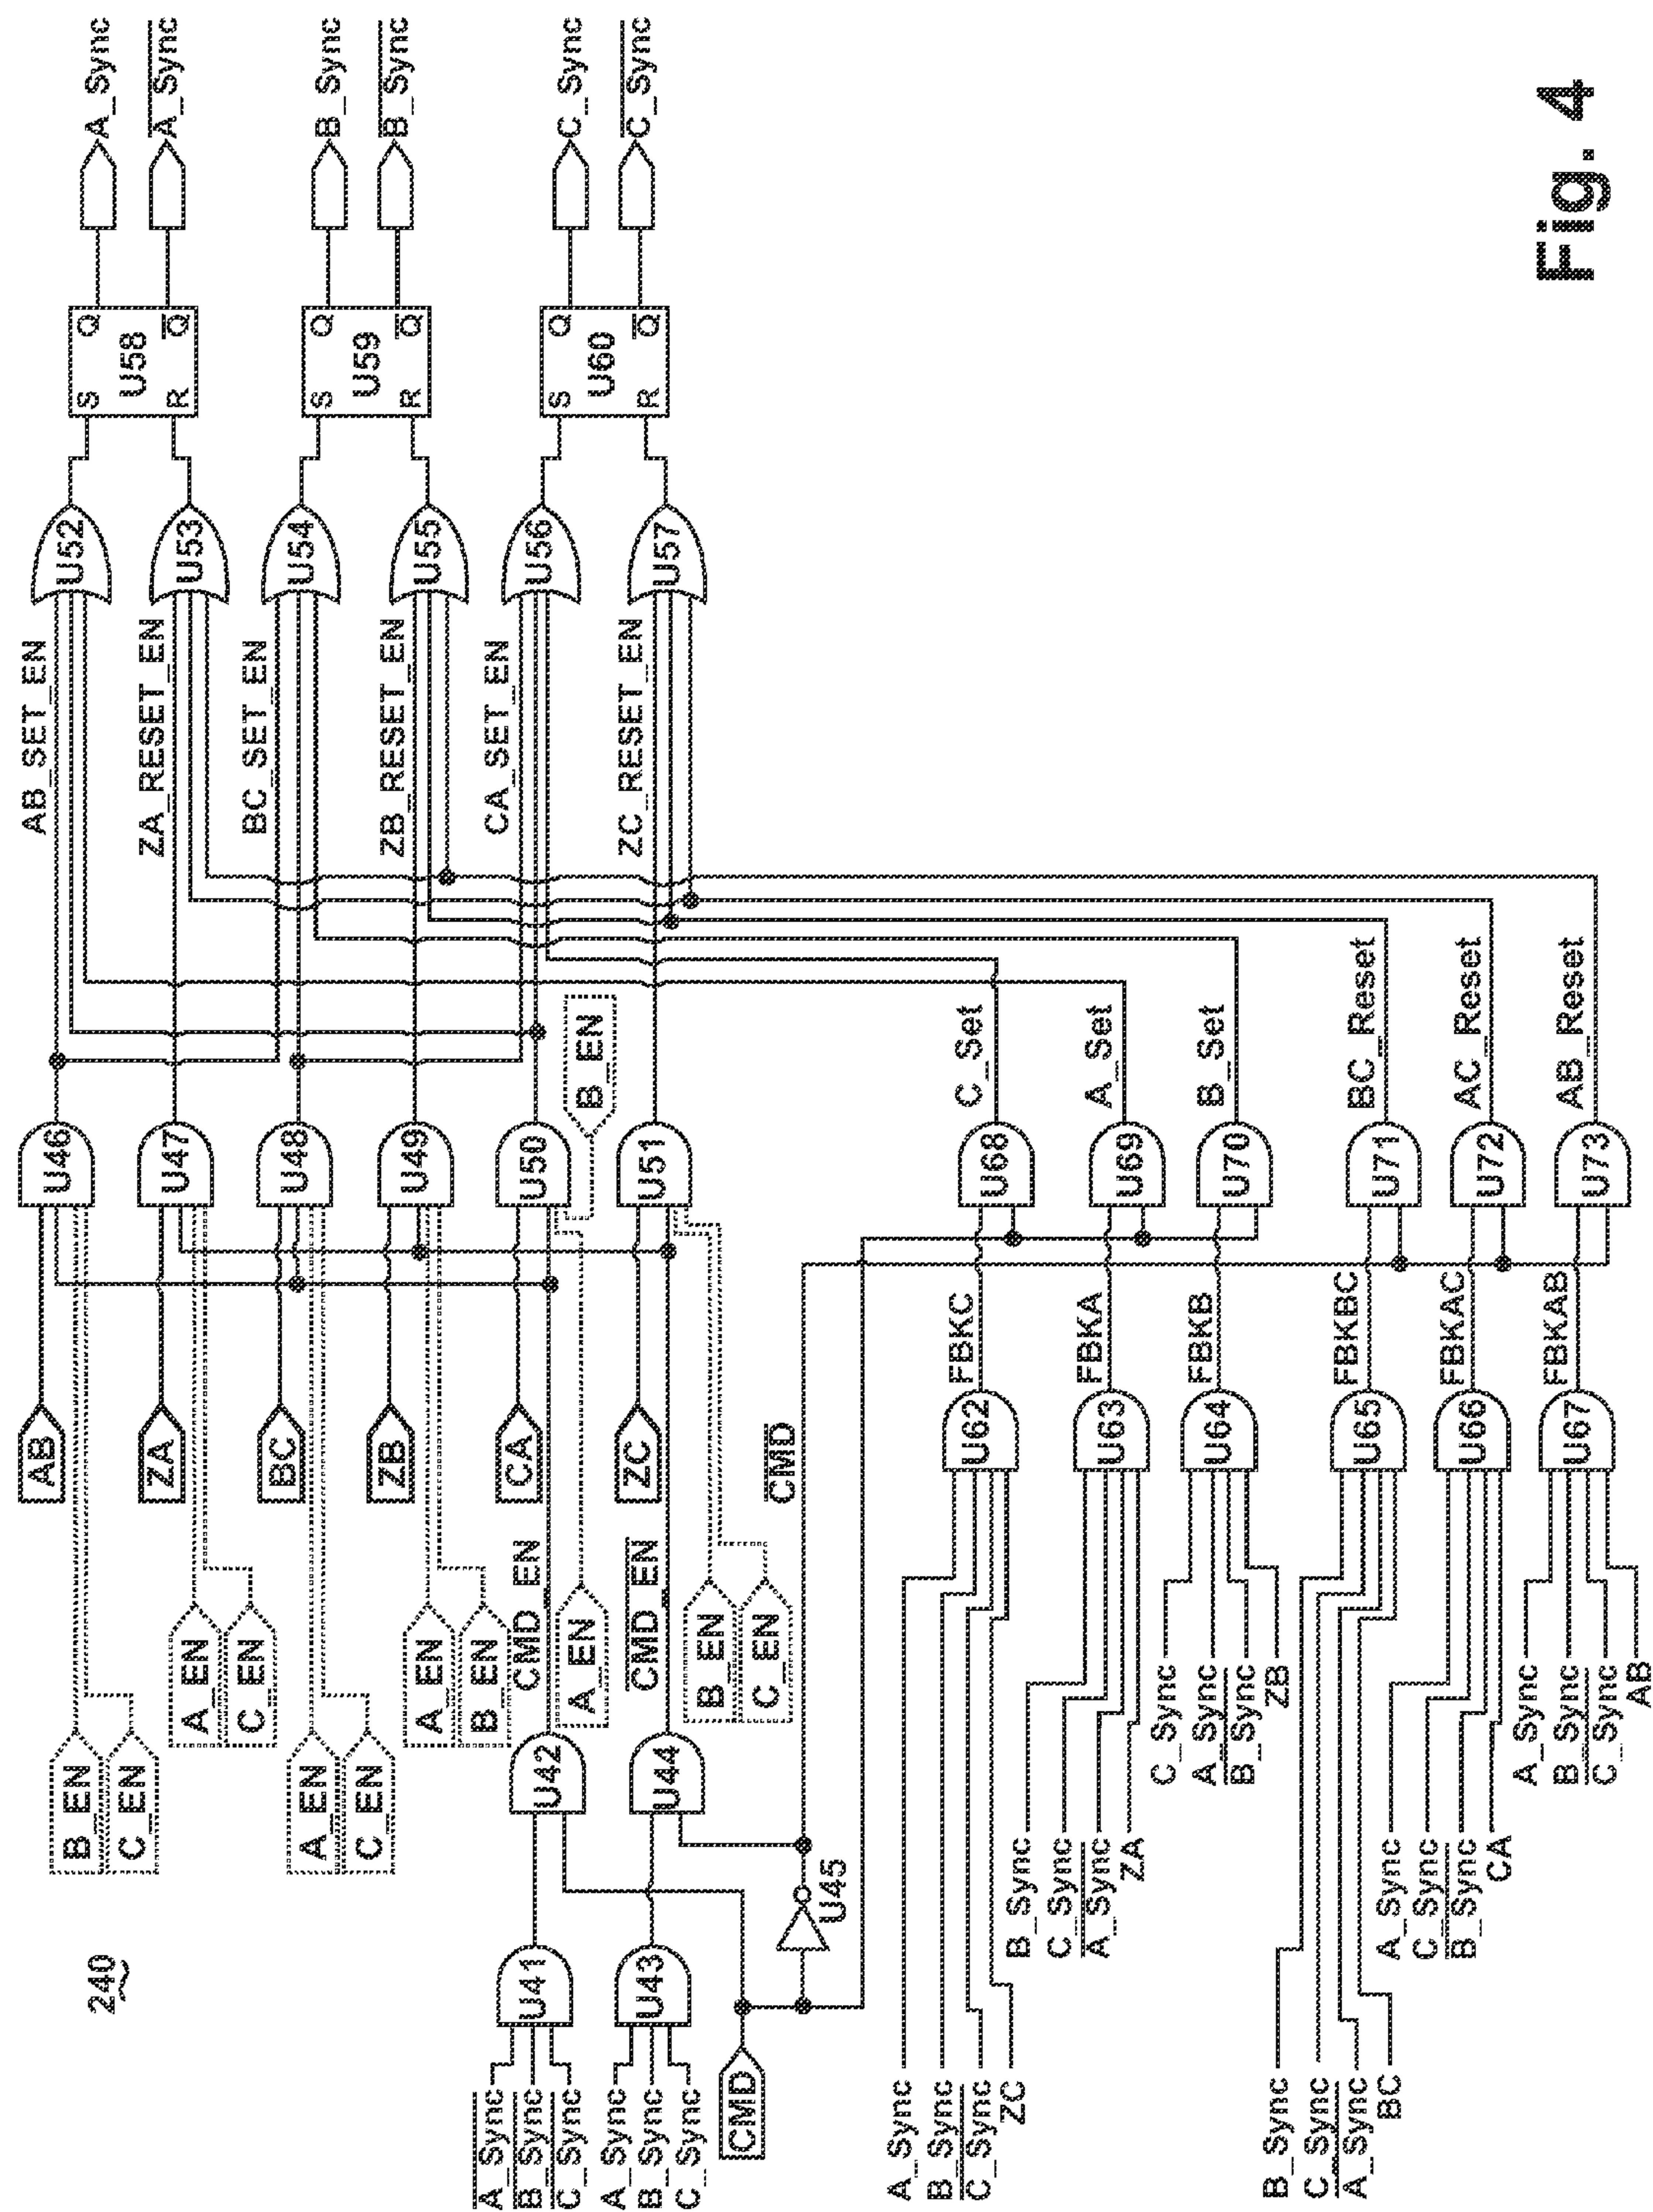 240
A_Sync
B_Sync
C_Sync
A_Sync
B_Sync
C_Sync
CMD
U41
U43
U45
U42
U44
CMD_EN
CMD_EN
CMD
B_EN
C_EN
A_EN
C_EN
A_EN
C_EN
A_EN
B_EN
A_EN
B_EN
C_EN
B_EN
AB
ZA
BC
ZB
CA
ZC
U46
U47
U48
U49
U50
U51
AB_SET_EN
ZA_RESET_EN
BC_SET_EN
ZB_RESET_EN
CA_SET_EN
ZC_RESET_EN
U52
U53
U54
U55
U56
U57
S
Q
U58
R
Q
S
Q
U59
R
Q
S
Q
U60
R
Q
A_Sync
A_Sync
B_Sync
B_Sync
C_Sync
C_Sync
A_Sync
B_Sync
C_Sync
ZC
B_Sync
C_Sync
A_Sync
ZA
C_Sync
A_Sync
B_Sync
ZB
B_Sync
C_Sync
A_Sync
BC
A_Sync
C_Sync
B_Sync
CA
A_Sync
B_Sync
C_Sync
AB
U62
U63
U64
U65
U66
U67
FBKC
FBKA
FBKB
FBKBC
FBKAC
FBKAB
U68
U69
U70
U71
U72
U73
C_Set
A_Set
B_Set
BC_Reset
AC_Reset
AB_Reset
Fig. 4